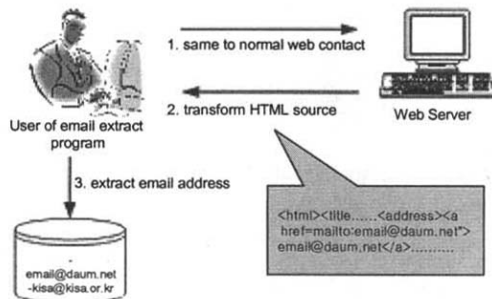 1. same to normal web contact
2. transform HTML source
User of email extract
program
Web Server
3. extract email address
<html><title......<address><a
href=mailto:email@daum.net">
email@daum.net</a>..........
email@daum.net
-kisa@kisa.or.kr